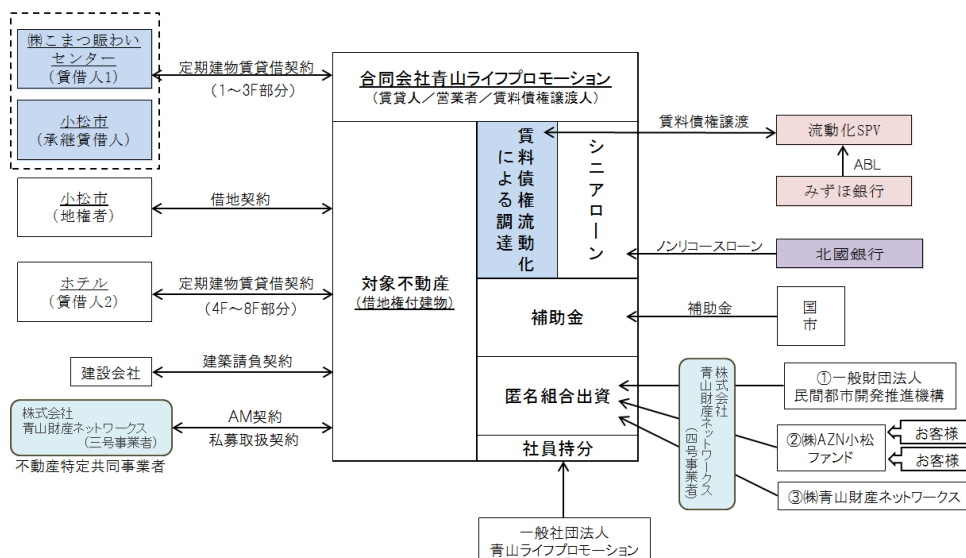 ㈱こまつ賑わい
センター
(賃借人1)
小松市
(承継賃借人)
定期建物賃貸借契約
(1～3F部分)
合同会社青山ライフプロモーション
(賃貸人／営業者／賃料債権譲渡人)
小松市
(地権者)
借地契約
ホテル
(賃借人2)
定期建物賃貸借契約
(4F～8F部分)
建設会社
建築請負契約
株式会社
青山財産ネットワークス
(三号事業者)
不動産特定共同事業者
AM契約
私募取扱契約
対象不動産
(借地権付建物)
賃料債権流動化
による調達
シニアローン
補助金
匿名組合出資
社員持分
一般社団法人
青山ライフプロモーション
賃料債権譲渡
流動化SPV
ABL
みずほ銀行
ノンリコースローン
北國銀行
補助金
国
市
株式会社
青山財産ネットワークス
(四号事業者)
①一般財団法人
民間都市開発推進機構
②㈱AZN小松
ファンド
お客様
お客様
③㈱青山財産ネットワークス